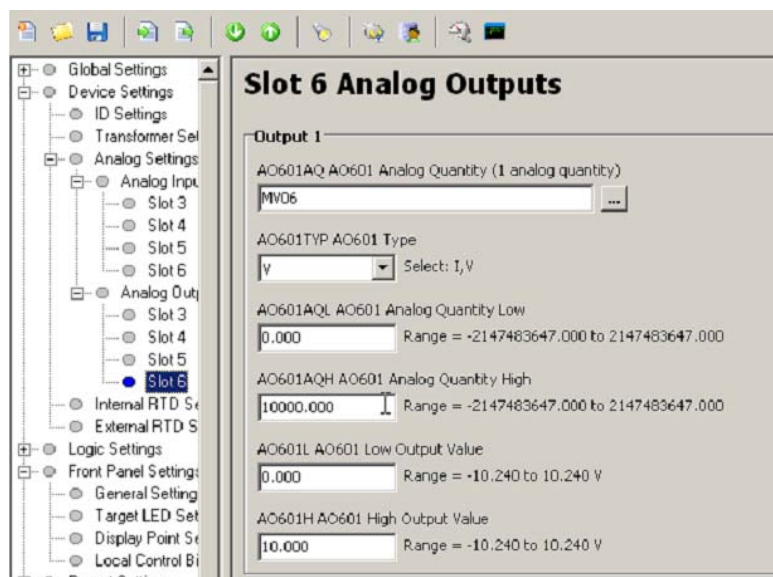 Global Settings
Device Settings
ID Settings
Transformer Sel
Analog Settings
Analog Inpu
Slot 3
Slot 4
Slot 5
Slot 6
Analog Outp
Slot 3
Slot 4
Slot 5
Slot 6
Internal RTD Se
External RTD S
Logic Settings
Front Panel Settings
General Setting
Target LED Set
Display Point Se
Local Control Bi
Slot 6 Analog Outputs
Output 1
AO601AQ AO601 Analog Quantity (1 analog quantity)
MV06
...
AO601TYP AO601 Type
V
Select: I,V
AO601AQL AO601 Analog Quantity Low
0.000
Range = -2147483647.000 to 2147483647.000
AO601AQH AO601 Analog Quantity High
10000.000
Range = -2147483647.000 to 2147483647.000
AO601L AO601 Low Output Value
0.000
Range = -10.240 to 10.240 V
AO601H AO601 High Output Value
10.000
Range = -10.240 to 10.240 V